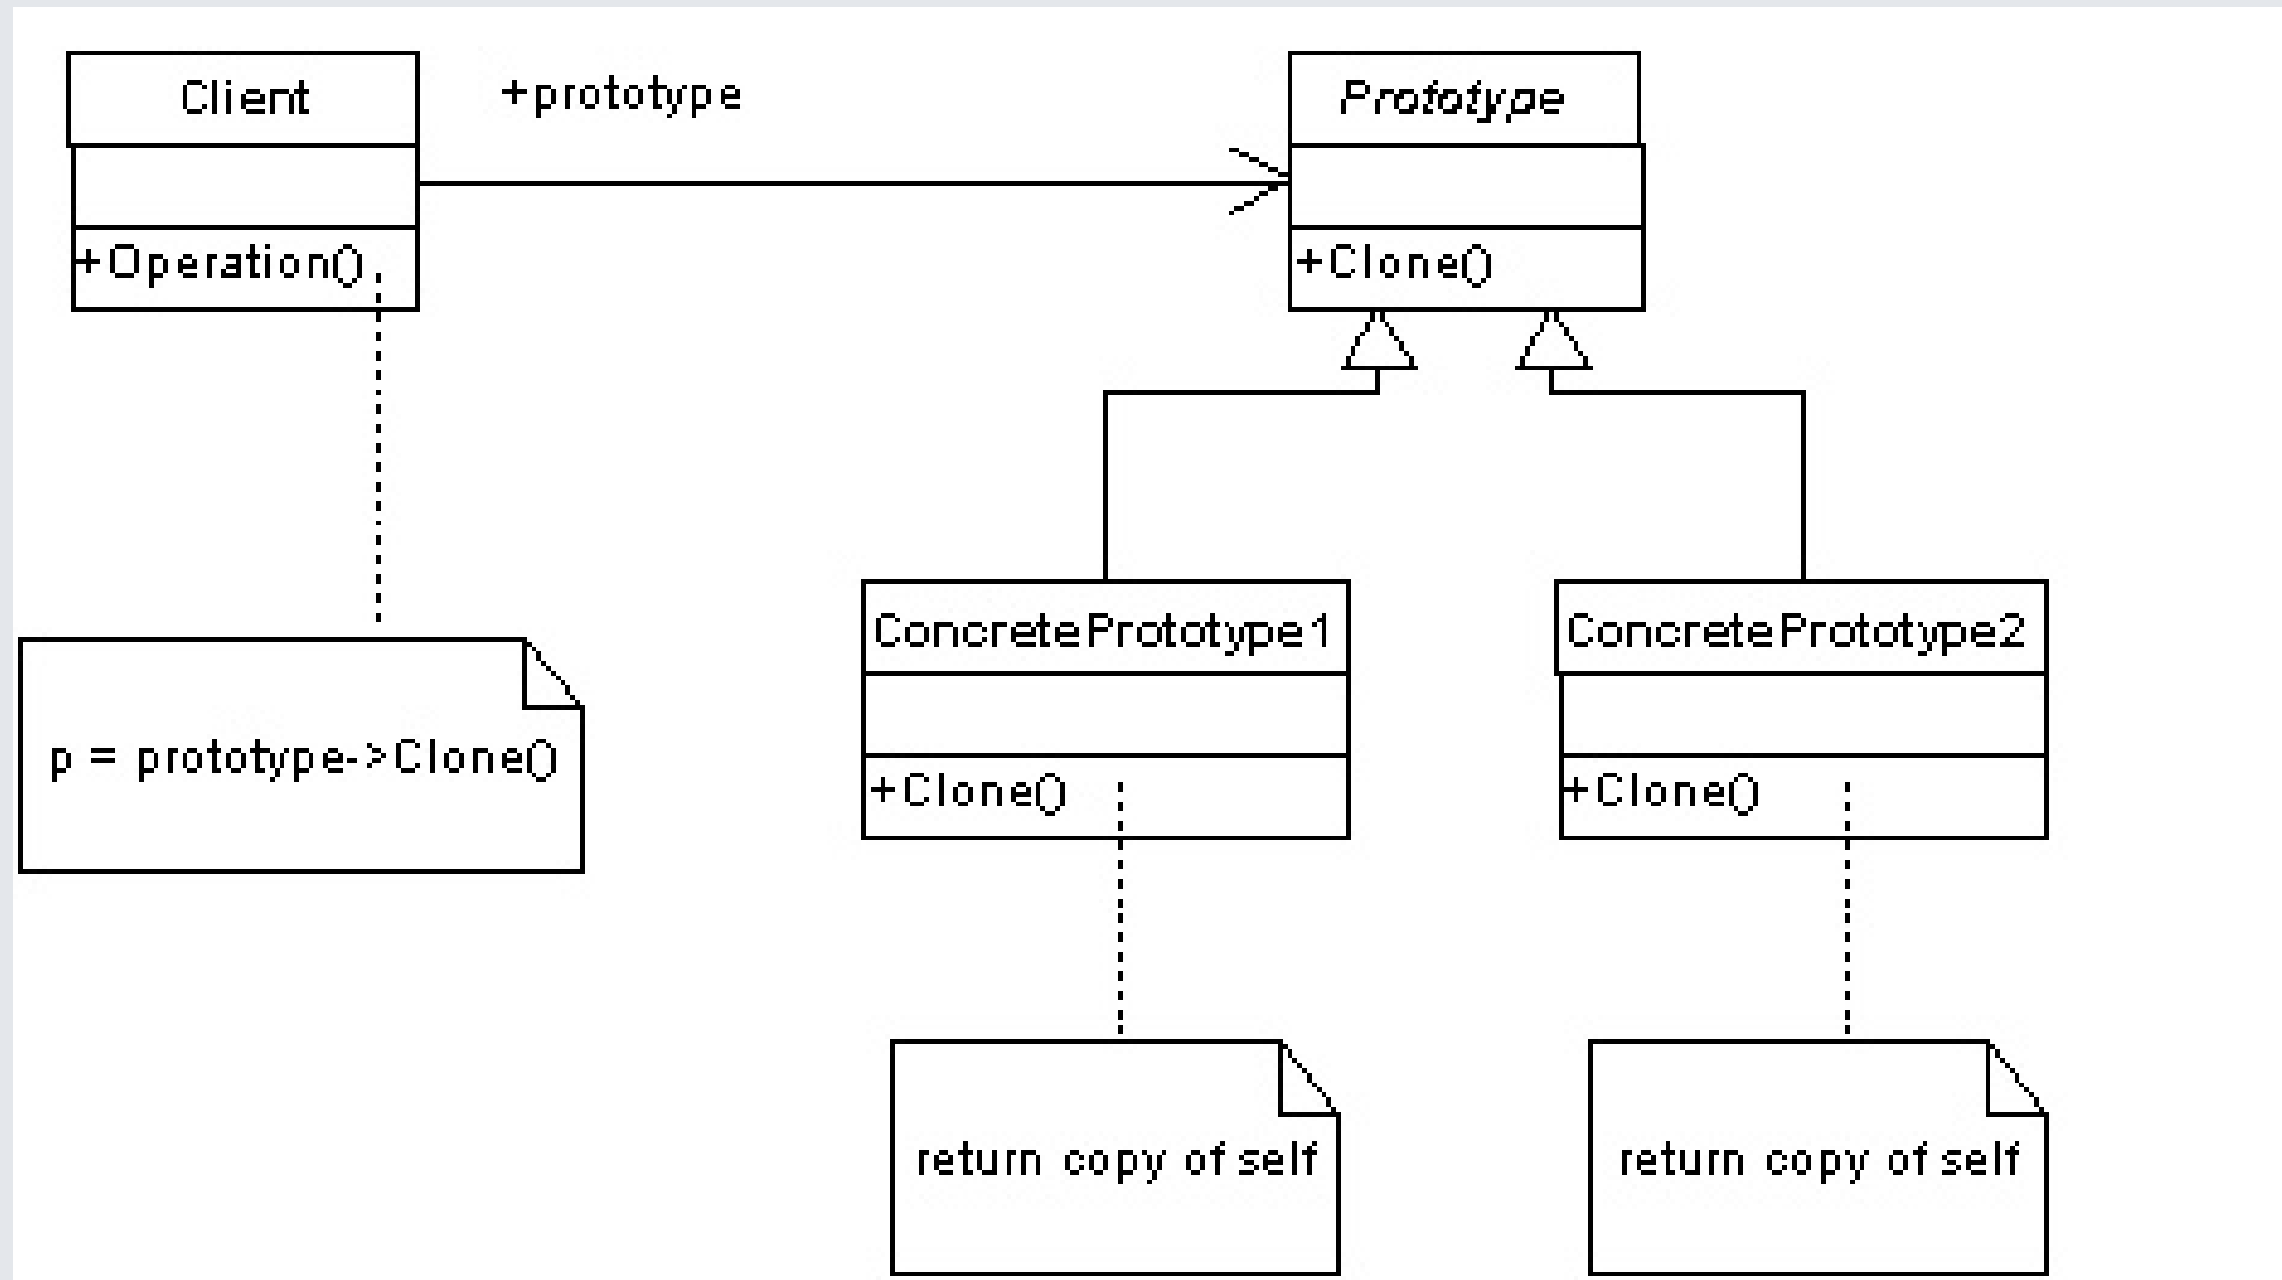 Client
+prototype
Prototype
+Operation()
+Clone()
ConcretePrototype1
ConcretePrototype2
p = prototype->Clone()
+Clone()
+Clone()
return copy of self
return copy of self